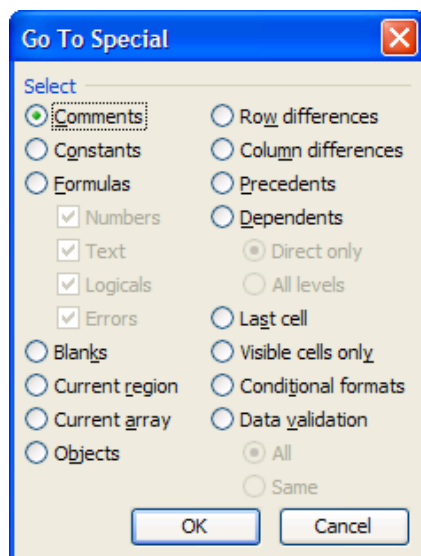 Go To Special
Select
Comments
Constants
Formulas
Numbers
Text
Logicals
Errors
Blanks
Current region
Current array
Objects
Row differences
Column differences
Precedents
Dependents
Direct only
All levels
Last cell
Visible cells only
Conditional formats
Data validation
All
Same
OK
Cancel